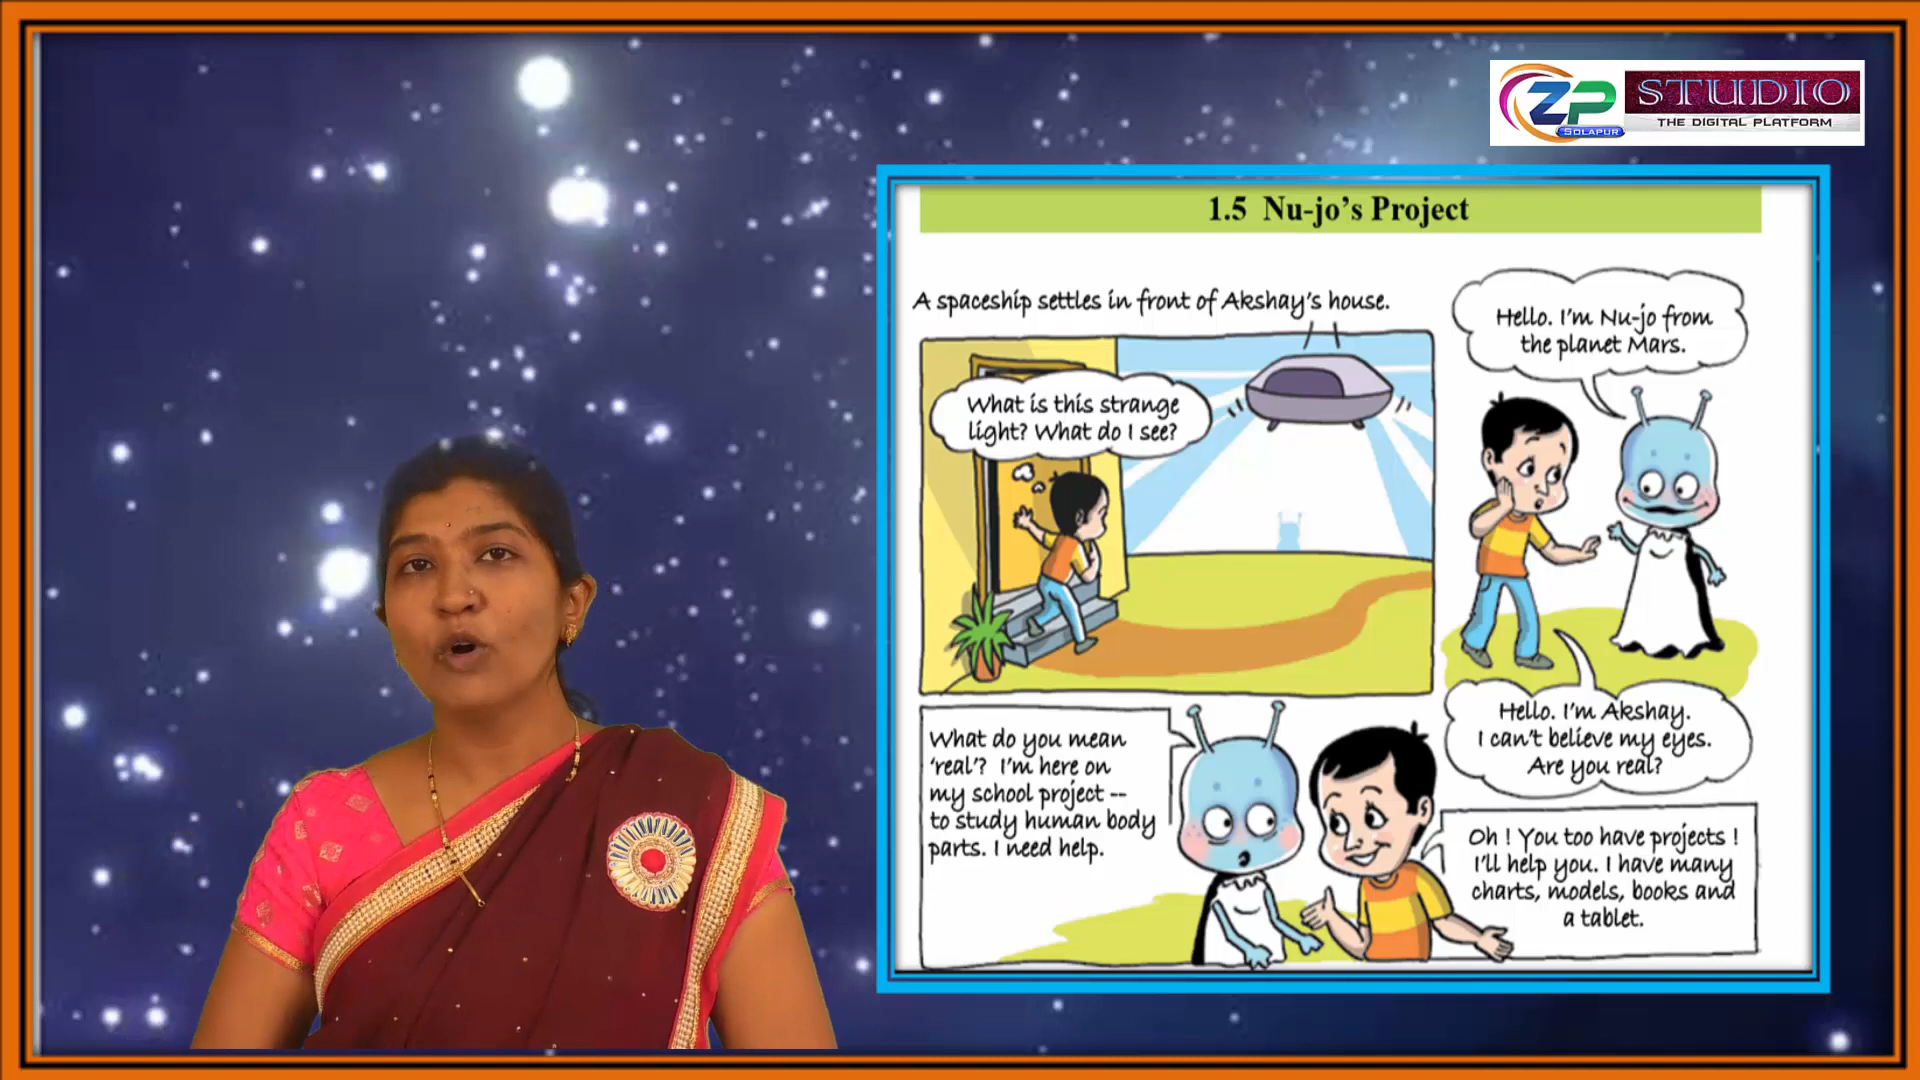 ZP
SOLAPUR
STUDIO
THE DIGITAL PLATFORM
1.5 Nu-jo's Project
A spaceship settles in front of Akshay's house.
What is this strange
light? What do I see?
Hello. I'm Nu-jo from
the planet Mars.
Hello. I'm Akshay.
I can't believe my eyes.
Are you real?
What do you mean
'real'? I'm here on
my school project --
to study human body
parts. I need help.
Oh ! You too have projects !
I'll help you. I have many
charts, models, books and
a tablet.